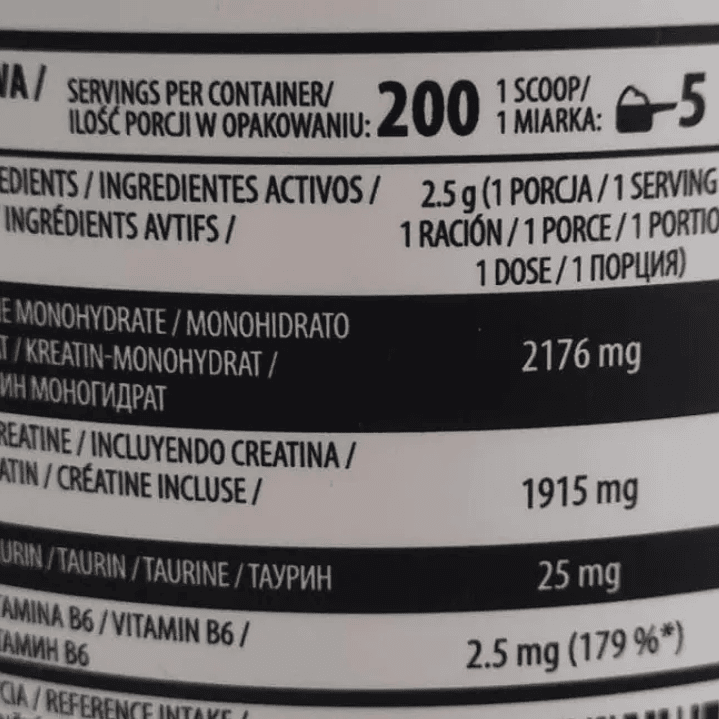 WA / SERVINGS PER CONTAINER/ 200 1 SCOOP/ 5
ILOŚĆ PORCJI W OPAKOWANIU: 1 MIARKA:
EDIENTS / INGREDIENTES ACTIVOS / 2.5 g (1 PORCJA / 1 SERVING
INGRÉDIENTS AVTIFS / 1 RACIÓN / 1 PORCE / 1 PORTIO
1 DOSE / 1 ПОРЦИЯ)
E MONOHYDRATE / MONOHIDRATO
T / KREATIN-MONOHYDRAT / 2176 mg
ИН МОНОГИДРАТ
REATINE / INCLUYENDO CREATINA /
ATIN / CRÉATINE INCLUSE / 1915 mg
URIN / TAURIN / TAURINE / ТАУРИН 25 mg
AMINA B6 / VITAMIN B6 / 2.5 mg (179 %*)
ТАМИН B6
CIA / REFERENCE INTAKE /